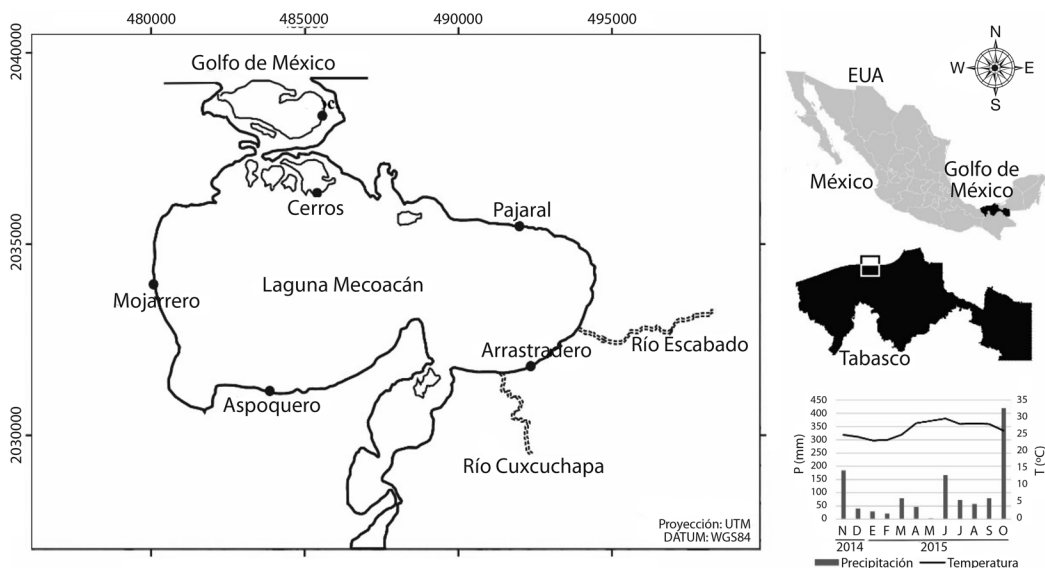 480000
485000
490000
495000
2040000
2035000
2030000
Golfo de México
c
Cerros
Pajaral
Mojarrero
Laguna Mecoacán
Arrastradero
Río Escabado
Aspoquero
Río Cuxcuchapa
Proyección: UTM
DATUM: WGS84
N
W
E
S
EUA
México
Golfo de
México
Tabasco
P (mm)
450
400
350
300
250
200
150
100
50
0
T (ºC)
35
30
25
20
15
10
5
0
N D E F M A M J J A S O
2014 2015
Precipitación Temperatura